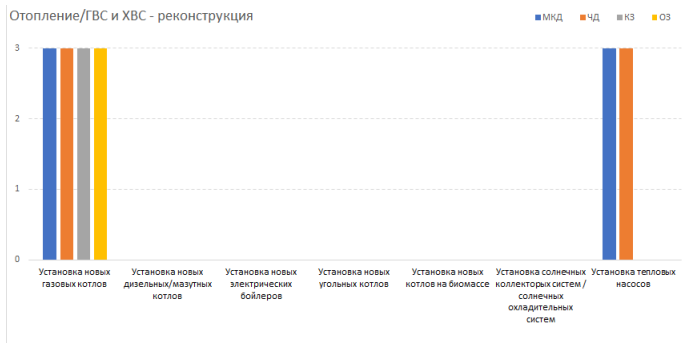 Отопление/ГВС и ХВС - реконструкция
МКД ЧД КЗ ОЗ
3
2
1
0
Установка новых
газовых котлов
Установка новых
дизельных/мазутных
котлов
Установка новых
электрических
бойлеров
Установка новых
угольных котлов
Установка новых
котлов на биомассе
Установка солнечных
коллекторых систем /
солнечных
охладительных
систем
Установка тепловых
насосов